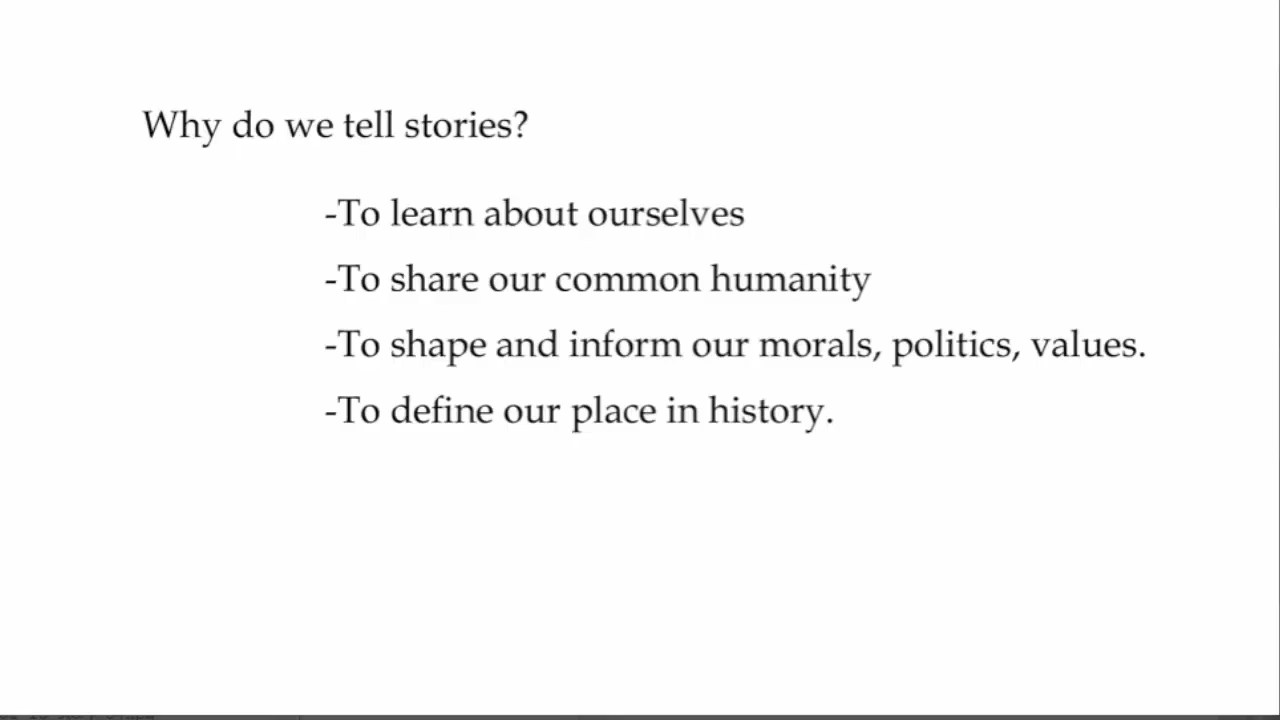 Why do we tell stories?
-To learn about ourselves
-To share our common humanity
-To shape and inform our morals, politics, values.
-To define our place in history.